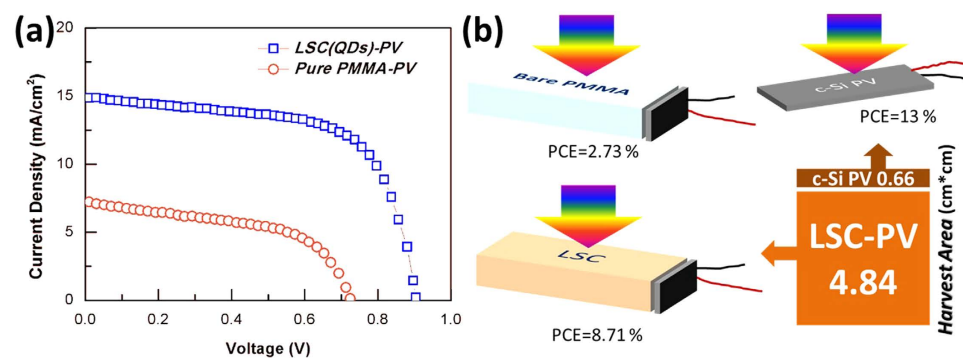 (a)
20
15
10
5
0
0.0 0.2 0.4 0.6 0.8 1.0
Current Density (mA/cm²)
Voltage (V)
LSC(QDs)-PV
Pure PMMA-PV
(b)
Bare PMMA
PCE=2.73 %
c-Si PV
PCE=13 %
LSC
PCE=8.71 %
c-Si PV 0.66
LSC-PV
4.84
Harvest Area (cm*cm)